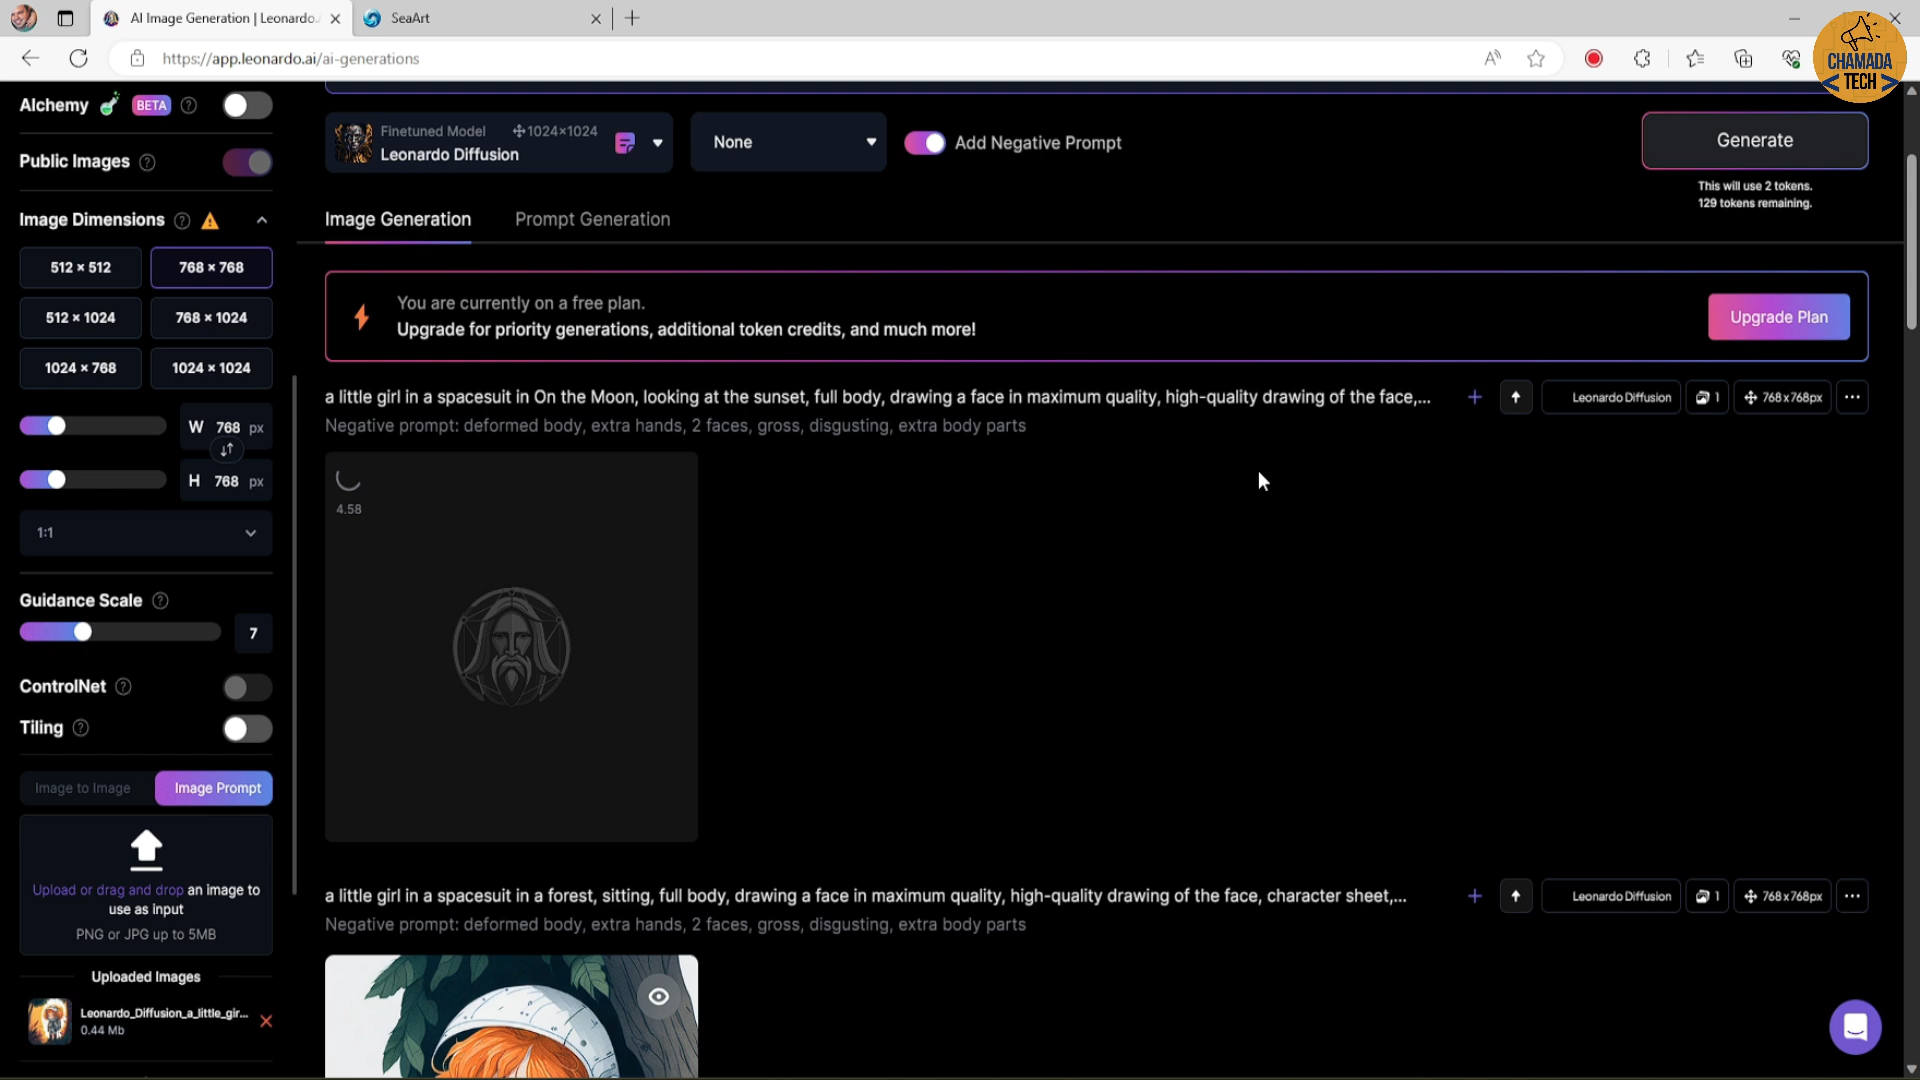 AI Image Generation | Leonardo.
SeaArt
https://app.leonardo.ai/ai-generations
CHAMADA
TECH
Alchemy BETA
Public Images
Image Dimensions
512 × 512
768 × 768
512 × 1024
768 × 1024
1024 × 768
1024 × 1024
W 768 px
H 768 px
1:1
Guidance Scale
7
ControlNet
Tiling
Image to Image
Image Prompt
Upload or drag and drop an image to
use as input
PNG or JPG up to 5MB
Uploaded Images
Leonardo_Diffusion_a_little_gir...
0.44 Mb
Finetuned Model
1024×1024
Leonardo Diffusion
None
Add Negative Prompt
Generate
This will use 2 tokens.
129 tokens remaining.
Image Generation
Prompt Generation
You are currently on a free plan.
Upgrade for priority generations, additional token credits, and much more!
Upgrade Plan
a little girl in a spacesuit in On the Moon, looking at the sunset, full body, drawing a face in maximum quality, high-quality drawing of the face,...
Leonardo Diffusion
1
768x768px
Negative prompt: deformed body, extra hands, 2 faces, gross, disgusting, extra body parts
4.58
a little girl in a spacesuit in a forest, sitting, full body, drawing a face in maximum quality, high-quality drawing of the face, character sheet,...
Leonardo Diffusion
1
768x768px
Negative prompt: deformed body, extra hands, 2 faces, gross, disgusting, extra body parts